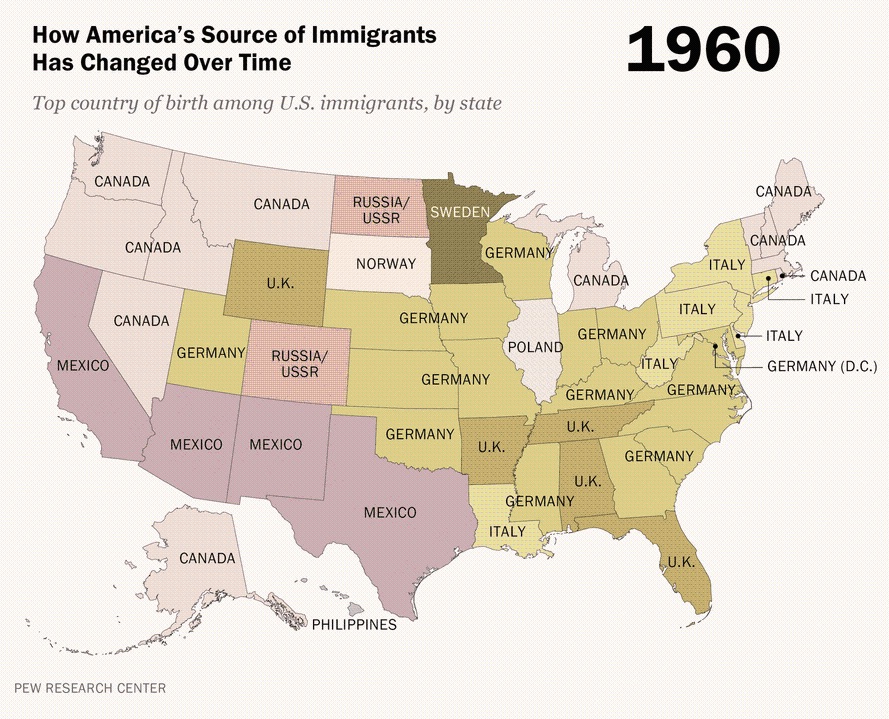 How America's Source of Immigrants
Has Changed Over Time
1960
Top country of birth among U.S. immigrants, by state
CANADA
CANADA
CANADA
RUSSIA/
USSR
SWEDEN
CANADA
CANADA
CANADA
NORWAY
GERMANY
CANADA
ITALY
CANADA
ITALY
U.K.
CANADA
GERMANY
ITALY
GERMANY
ITALY
MEXICO
GERMANY
RUSSIA/
USSR
GERMANY
POLAND
ITALY
GERMANY (D.C.)
GERMANY
GERMANY
MEXICO
MEXICO
GERMANY
U.K.
U.K.
GERMANY
MEXICO
GERMANY
U.K.
ITALY
CANADA
U.K.
PHILIPPINES
PEW RESEARCH CENTER